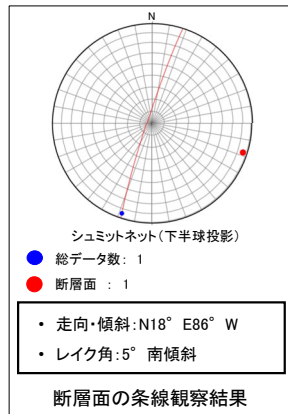 N
シュミットネット(下半球投影)
総データ数: 1
断層面 : 1
• 走向・傾斜:N18° E86° W
• レイク角:5° 南傾斜
断層面の条線観察結果